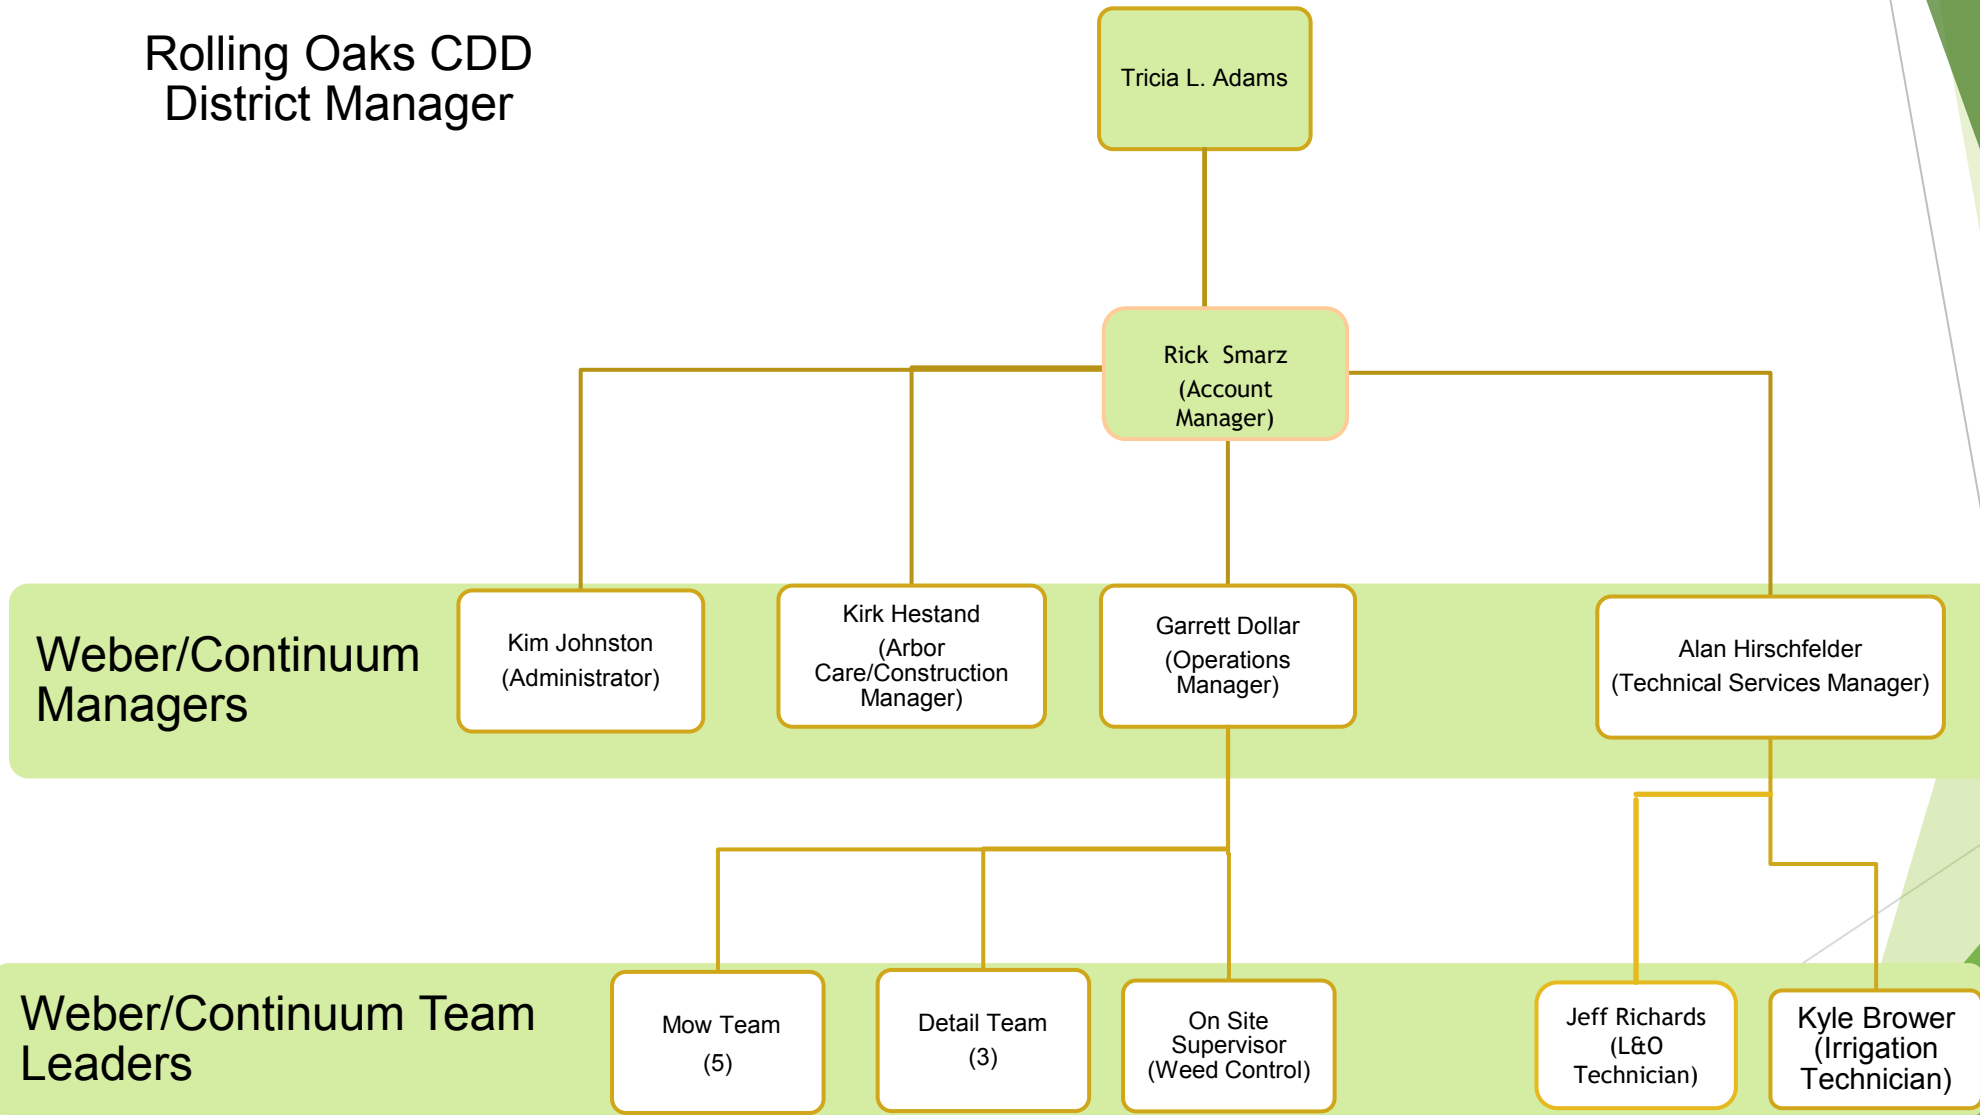 Rolling Oaks CDD
District Manager
Tricia L. Adams
Rick Smarz
(Account
Manager)
Weber/Continuum
Managers
Kim Johnston
(Administrator)
Kirk Hestand
(Arbor
Care/Construction
Manager)
Garrett Dollar
(Operations
Manager)
Alan Hirschfelder
(Technical Services Manager)
Weber/Continuum Team
Leaders
Mow Team
(5)
Detail Team
(3)
On Site
Supervisor
(Weed Control)
Jeff Richards
(L&O
Technician)
Kyle Brower
(Irrigation
Technician)